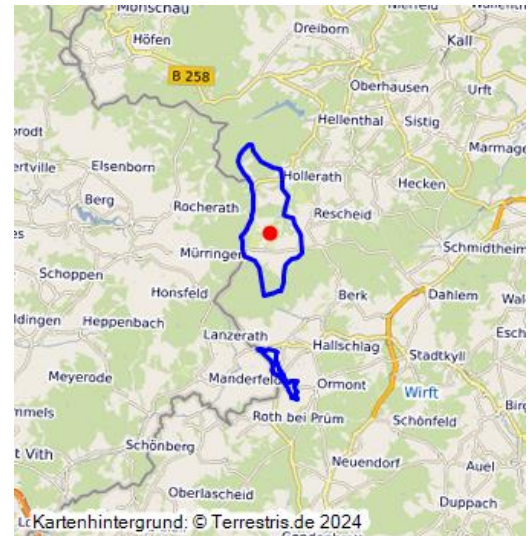 Monschau
Höfen
Dreiborn
Kall
B 258
Oberhausen
Urft
Hellenthal
Sistig
Marmage
Elsenborn
Hollerath
Hecken
Berg
Rocherath
Rescheid
Mürringen
Schmidtheim
Schoppen
Honsfeld
Berk
Dahlem
Heppenbach
Lanzerath
Hallschlag
Stadtkyll
Meyerode
Manderfeld
Ormont
Wirft
Roth bei Prüm
Schönfeld
t Vith
Schönberg
Neuendorf
Auel
Oberlascheid
Duppach
Kartenhintergrund: © Terrestris.de 2024